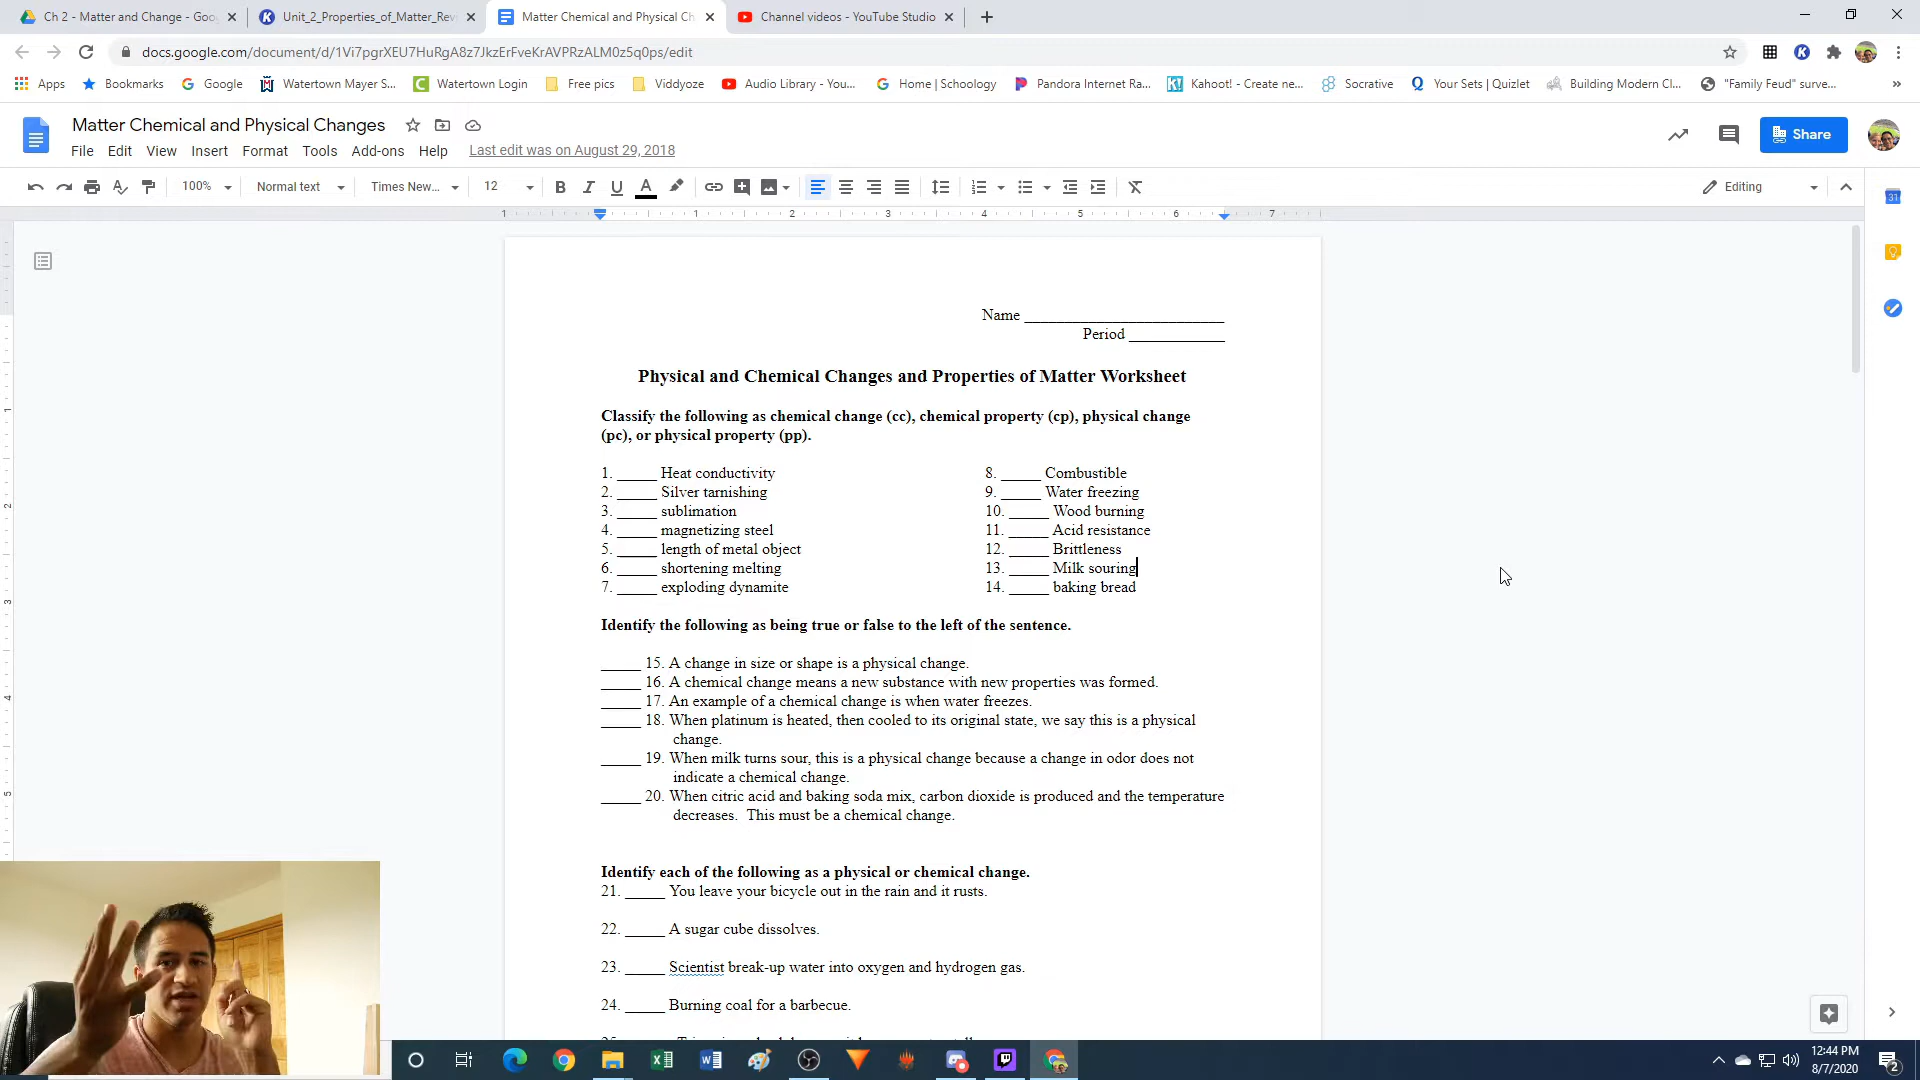 Ch 2 - Matter and Change - Goo
Unit_2_Properties_of_Matter_Rev
Matter Chemical and Physical Ch
Channel videos - YouTube Studio
docs.google.com/document/d/1Vi7pgrXEU7HuRgA8z7JkzErFveKrAVPRzALM0z5q0ps/edit
Apps
Bookmarks
Google
Watertown Mayer S...
Watertown Login
Free pics
Viddyoze
Audio Library - You...
Home | Schoology
Pandora Internet Ra...
Kahoot! - Create ne...
Socrative
Your Sets | Quizlet
Building Modern Cl...
"Family Feud" surve...
Matter Chemical and Physical Changes
File Edit View Insert Format Tools Add-ons Help Last edit was on August 29, 2018
Share
100% Normal text Times New... 12 B I U A Editing
1 1 2 3 4 5 6 7
Name _________________________
Period ____________
Physical and Chemical Changes and Properties of Matter Worksheet
Classify the following as chemical change (cc), chemical property (cp), physical change
(pc), or physical property (pp).
1. _____ Heat conductivity
2. _____ Silver tarnishing
3. _____ sublimation
4. _____ magnetizing steel
5. _____ length of metal object
6. _____ shortening melting
7. _____ exploding dynamite
8. _____ Combustible
9. _____ Water freezing
10. _____ Wood burning
11. _____ Acid resistance
12. _____ Brittleness
13. _____ Milk souring
14. _____ baking bread
Identify the following as being true or false to the left of the sentence.
_____ 15. A change in size or shape is a physical change.
_____ 16. A chemical change means a new substance with new properties was formed.
_____ 17. An example of a chemical change is when water freezes.
_____ 18. When platinum is heated, then cooled to its original state, we say this is a physical
change.
_____ 19. When milk turns sour, this is a physical change because a change in odor does not
indicate a chemical change.
_____ 20. When citric acid and baking soda mix, carbon dioxide is produced and the temperature
decreases. This must be a chemical change.
Identify each of the following as a physical or chemical change.
21. _____ You leave your bicycle out in the rain and it rusts.
22. _____ A sugar cube dissolves.
23. _____ Scientist break-up water into oxygen and hydrogen gas.
24. _____ Burning coal for a barbecue.
12:44 PM
8/7/2020
2